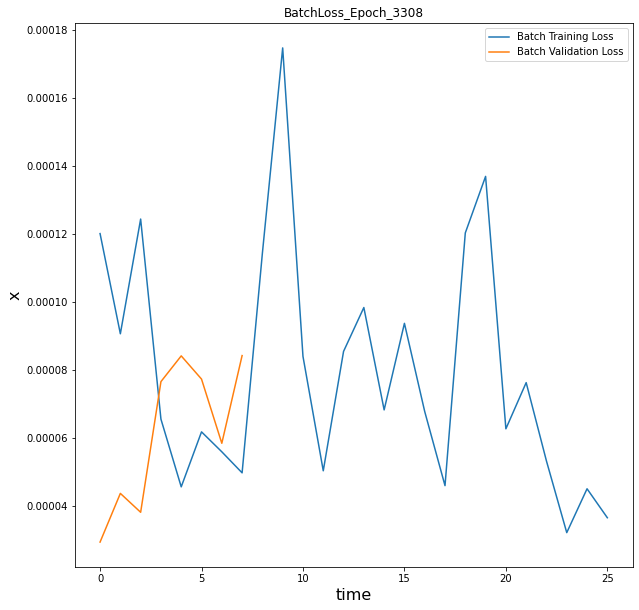 BatchLoss_Epoch_3308
Batch Training Loss
Batch Validation Loss
0.00018
0.00016
0.00014
0.00012
0.00010
0.00008
0.00006
0.00004
x
0 5 10 15 20 25
time